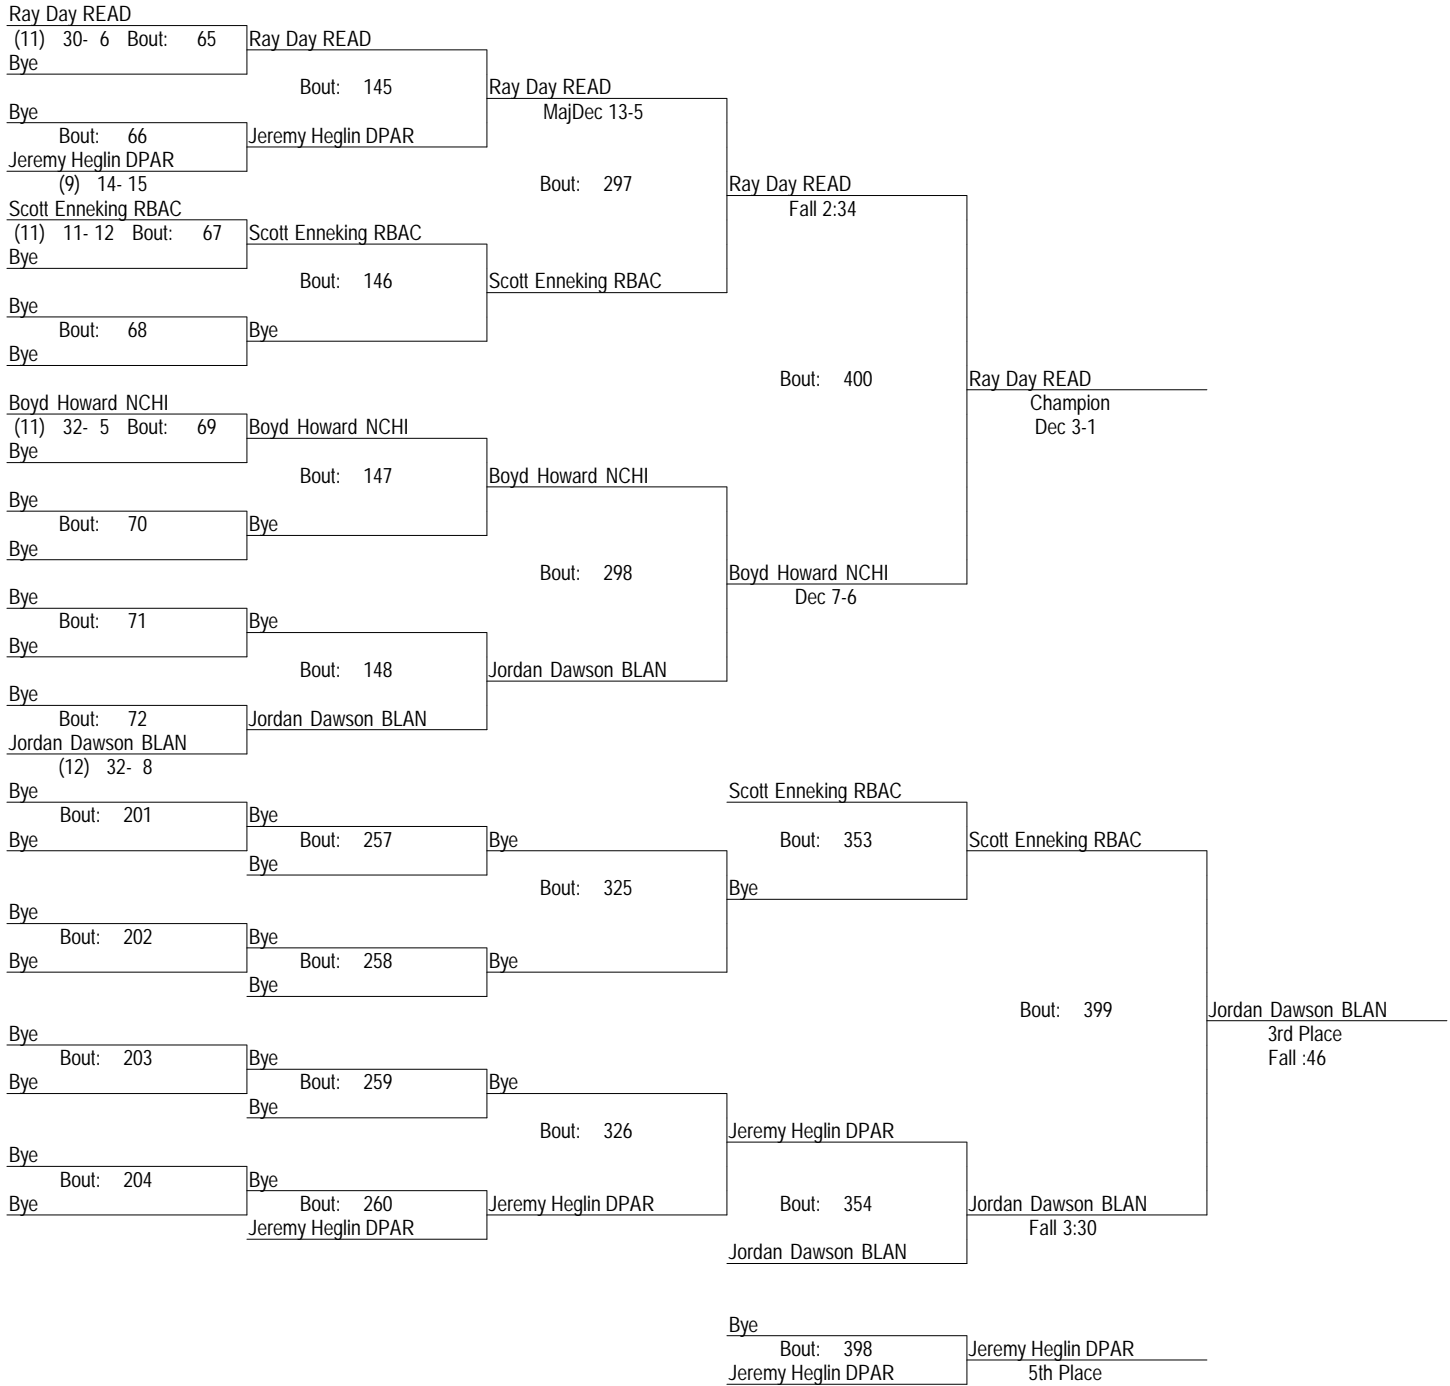 Ray Day READ
(11) 30- 6 Bout: 65 Ray Day READ
Bye
Bout: 145 Ray Day READ
Bye MajDec 13-5
Bout: 66 Jeremy Heglin DPAR
Jeremy Heglin DPAR
(9) 14- 15 Bout: 297 Ray Day READ
Scott Enneking RBAC Fall 2:34
(11) 11- 12 Bout: 67 Scott Enneking RBAC
Bye
Bout: 146 Scott Enneking RBAC
Bye
Bout: 68 Bye
Bye
Bout: 400 Ray Day READ
Boyd Howard NCHI Champion
(11) 32- 5 Bout: 69 Boyd Howard NCHI Dec 3-1
Bye
Bout: 147 Boyd Howard NCHI
Bye
Bout: 70 Bye
Bye
Bout: 298 Boyd Howard NCHI
Bye Dec 7-6
Bout: 71 Bye
Bye
Bout: 148 Jordan Dawson BLAN
Bye
Bout: 72 Jordan Dawson BLAN
Jordan Dawson BLAN
(12) 32- 8
Bye Scott Enneking RBAC
Bout: 201 Bye
Bye Bout: 257 Bye Bout: 353 Scott Enneking RBAC
Bye
Bout: 325 Bye
Bye
Bout: 202 Bye
Bye Bout: 258 Bye
Bye
Bout: 399 Jordan Dawson BLAN
Bye 3rd Place
Bout: 203 Bye Fall :46
Bye Bout: 259 Bye
Bye
Bout: 326 Jeremy Heglin DPAR
Bye
Bout: 204 Bye
Bye Bout: 260 Jeremy Heglin DPAR Bout: 354 Jordan Dawson BLAN
Jeremy Heglin DPAR Fall 3:30
Jordan Dawson BLAN
Bye
Bout: 398 Jeremy Heglin DPAR
Jeremy Heglin DPAR 5th Place